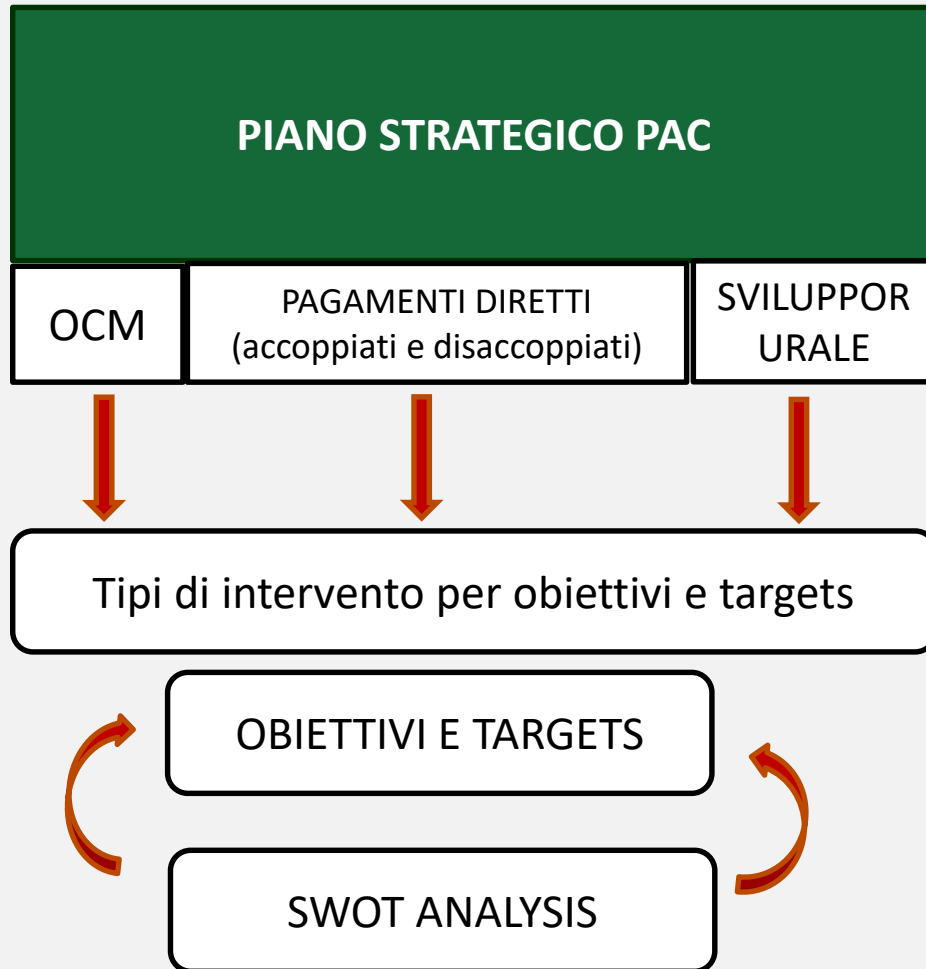 PIANO STRATEGICO PAC
OCM
PAGAMENTI DIRETTI
(accoppiati e disaccoppiati)
SVILUPPOR
URALE
Tipi di intervento per obiettivi e targets
OBIETTIVI E TARGETS
SWOT ANALYSIS